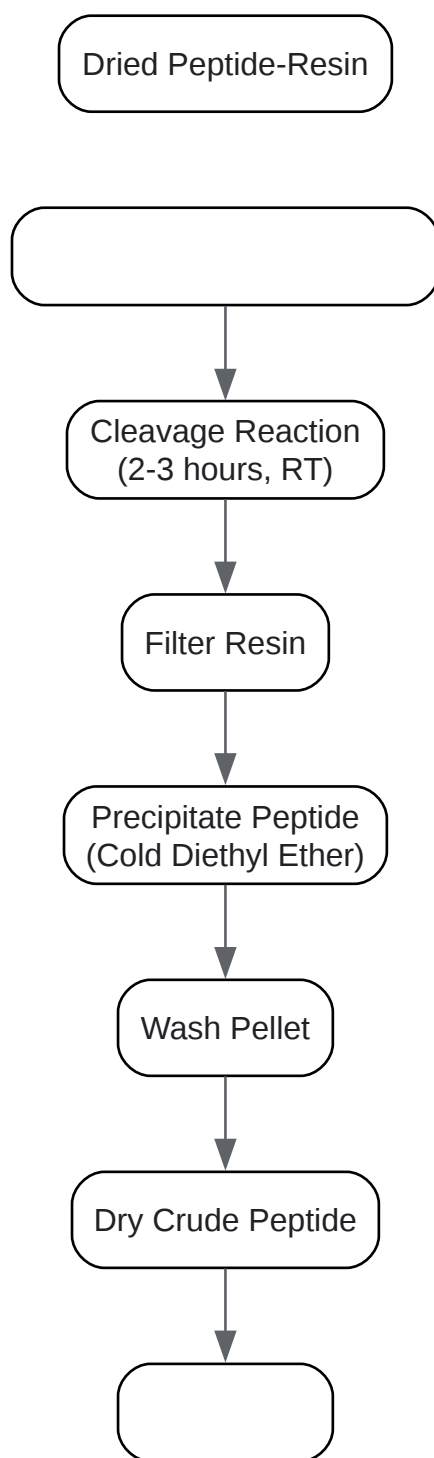 Dried Peptide-Resin
Cleavage Reaction
(2-3 hours, RT)
Filter Resin
Precipitate Peptide
(Cold Diethyl Ether)
Wash Pellet
Dry Crude Peptide